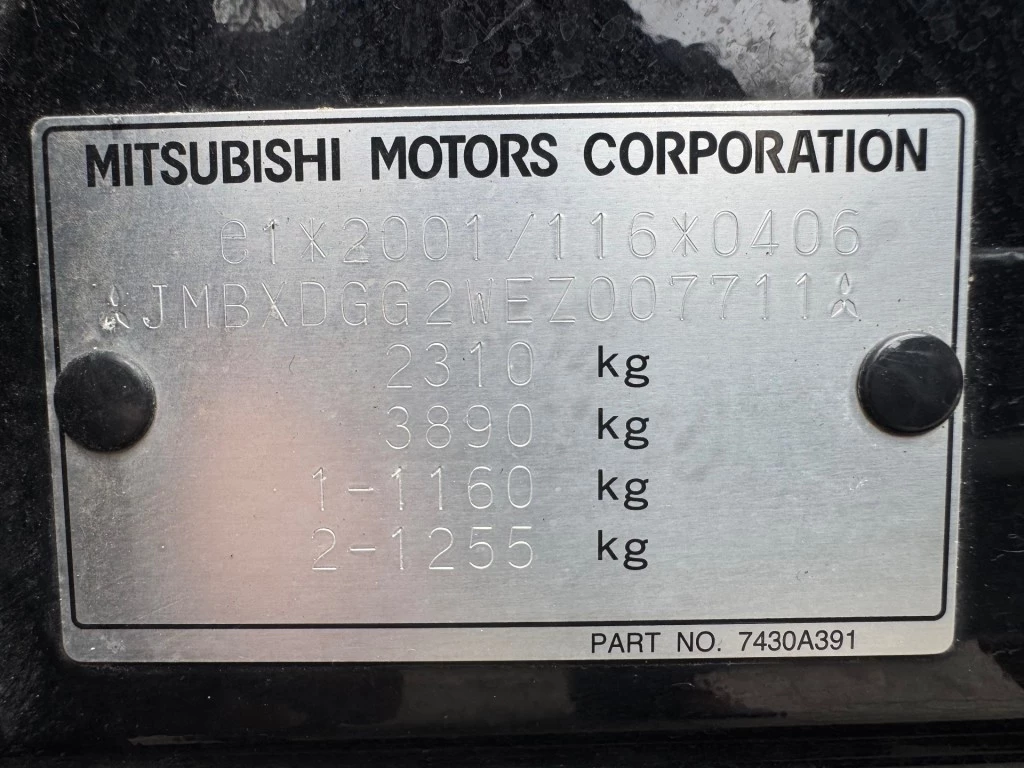 MITSUBISHI MOTORS CORPORATION
e1*2001/116*0406
JMBXDGG2WEZ007711
2310 kg
3890 kg
1-1160 kg
2-1255 kg
PART NO. 7430A391